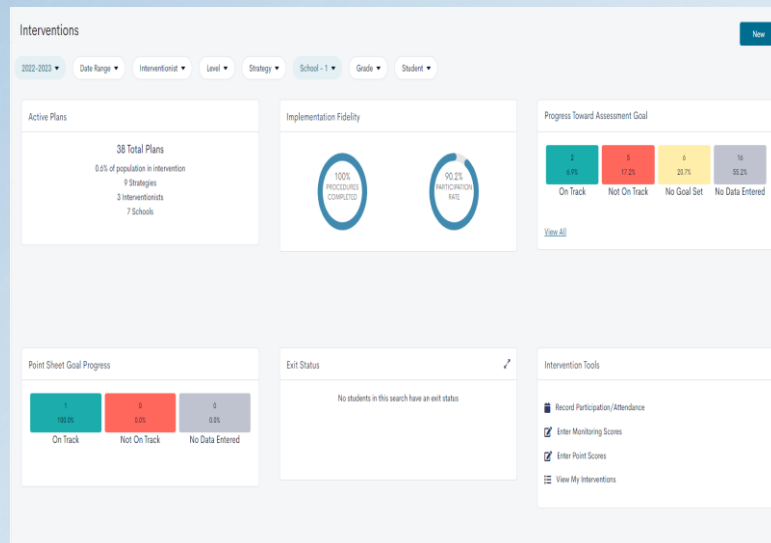 Interventions
New
2022-2023
Date Range
Interventionist
Level
Strategy
School - 1
Grade
Student
Active Plans
38 Total Plans
0.6% of population in intervention
9 Strategies
3 Interventionists
7 Schools
Implementation Fidelity
100%
PROCEDURES
COMPLETED
90.2%
PARTICIPATION
RATE
Progress Toward Assessment Goal
2
6.9%
On Track
5
17.2%
Not On Track
6
20.7%
No Goal Set
16
55.2%
No Data Entered
View All
Point Sheet Goal Progress
1
100.0%
On Track
0
0.0%
Not On Track
0
0.0%
No Data Entered
Exit Status
No students in this search have an exit status
Intervention Tools
Record Participation/Attendance
Enter Monitoring Scores
Enter Point Scores
View My Interventions